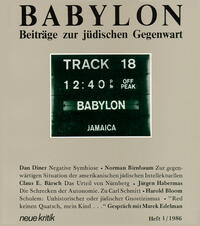 BABYLON
Beiträge zur jüdischen Gegenwart
TRACK 18
12:40 P M OFF PEAK
BABYLON
JAMAICA
Dan Diner Negative Symbiose • Norman Birnbaum Zur gegen-
wärtigen Situation der amerikanischen jüdischen Intellektuellen
Claus E. Bärsch Das Urteil von Nürnberg • Jürgen Habermas
Die Schrecken der Autonomie. Zu Carl Schmitt • Harold Bloom
Scholem: Unhistorischer oder jüdischer Gnostizismus • "Red
keinen Quatsch, mein Kind . . ." Gespräch mit Marek Edelman
neue kritik
Heft 1/1986